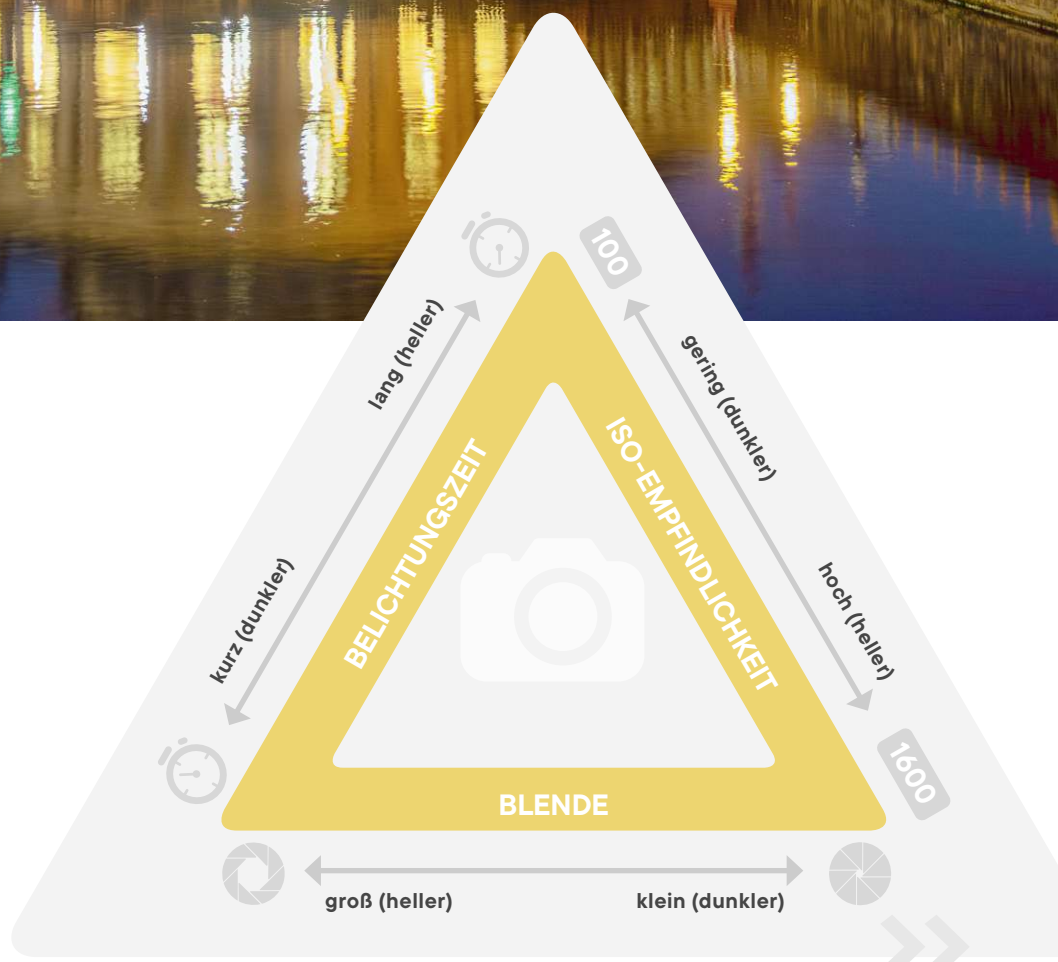 100
lang (heller)
gering (dunkler)
BELICHTUNGSZEIT
ISO-EMPFINDLICHKEIT
kurz (dunkler)
hoch (heller)
1600
BLENDE
groß (heller)
klein (dunkler)